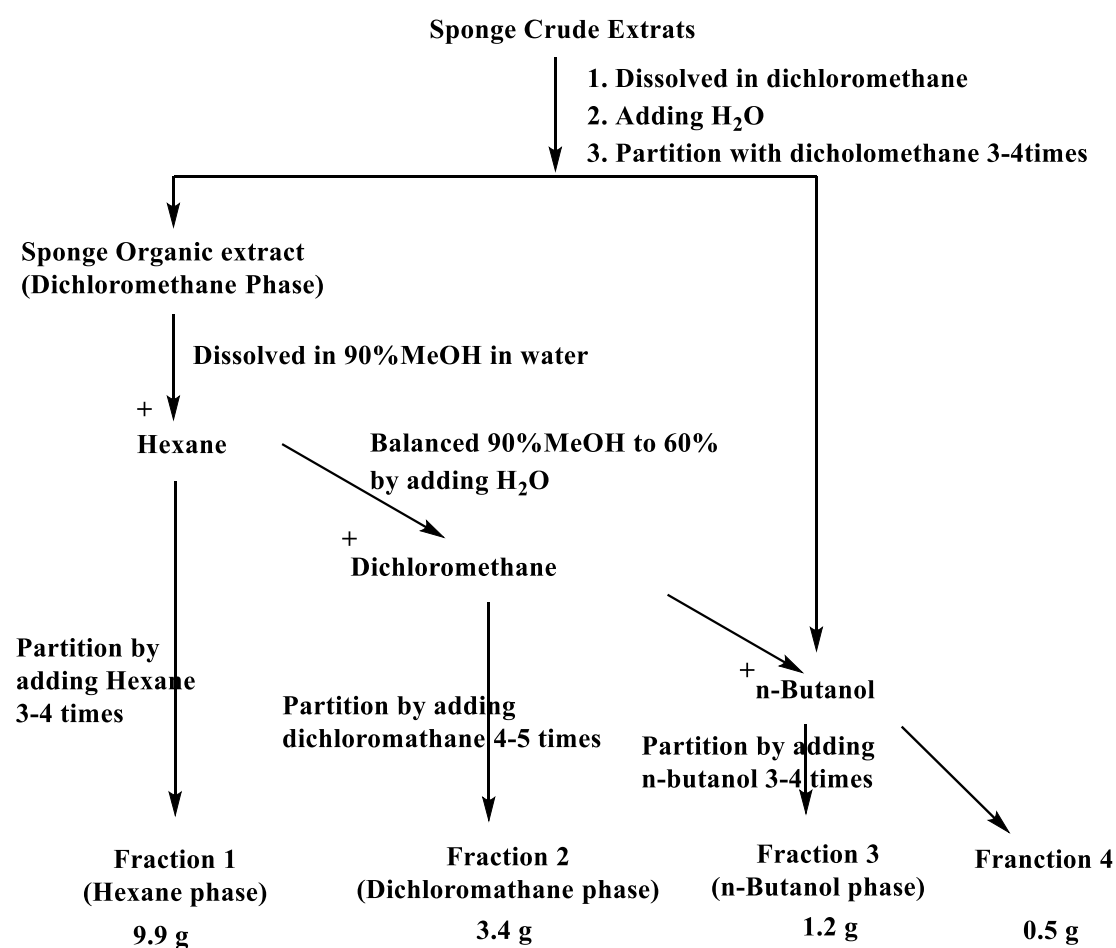 Sponge Crude Extrats
1. Dissolved in dichloromethane
2. Adding H₂O
3. Partition with dicholomethane 3-4times
Sponge Organic extract
(Dichloromethane Phase)
Dissolved in 90%MeOH in water
+
Hexane
Balanced 90%MeOH to 60%
by adding H₂O
+
Dichloromethane
Partition by
adding Hexane
3-4 times
+
n-Butanol
Partition by adding
dichloromathane 4-5 times
Partition by adding
n-butanol 3-4 times
Fraction 1
(Hexane phase)
9.9 g
Fraction 2
(Dichloromathane phase)
3.4 g
Fraction 3
(n-Butanol phase)
1.2 g
Franction 4
0.5 g